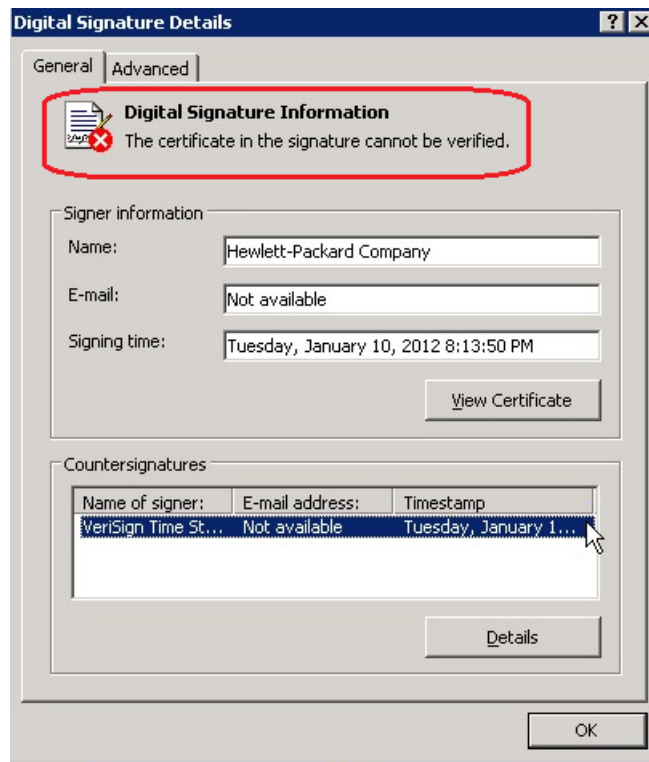 Digital Signature Details
General
Advanced
Digital Signature Information
The certificate in the signature cannot be verified.
Signer information
Name:
Hewlett-Packard Company
E-mail:
Not available
Signing time:
Tuesday, January 10, 2012 8:13:50 PM
View Certificate
Countersignatures
Name of signer: E-mail address: Timestamp
VeriSign Time St... Not available Tuesday, January 1...
Details
OK